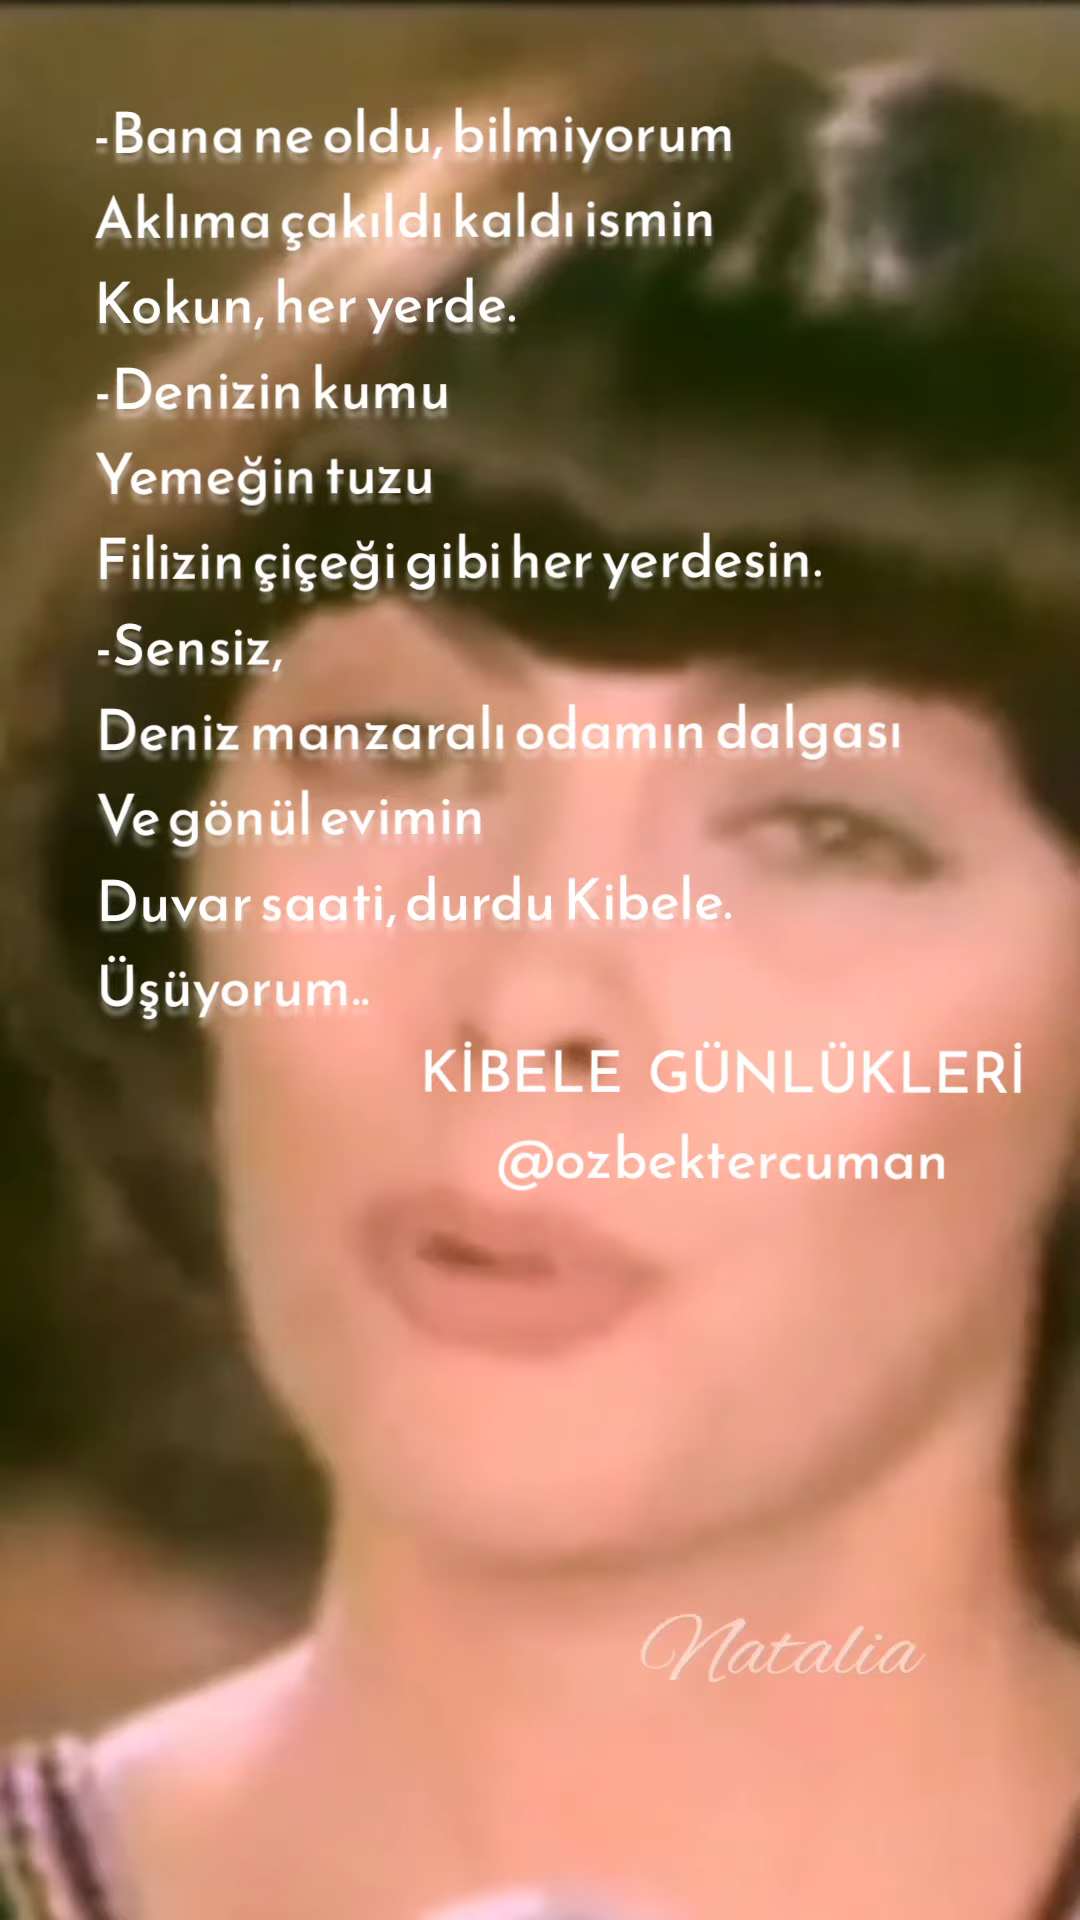 -Bana ne oldu, bilmiyorum
Aklıma çakıldı kaldı ismin
Kokun, her yerde.
-Denizin kumu
Yemeğin tuzu
Filizin çiçeği gibi her yerdesin.
-Sensiz,
Deniz manzaralı odamın dalgası
Ve gönül evimin
Duvar saati, durdu Kibele.
Üşüyorum..
KİBELE GÜNLÜKLERİ
@ozbektercuman
Natalia